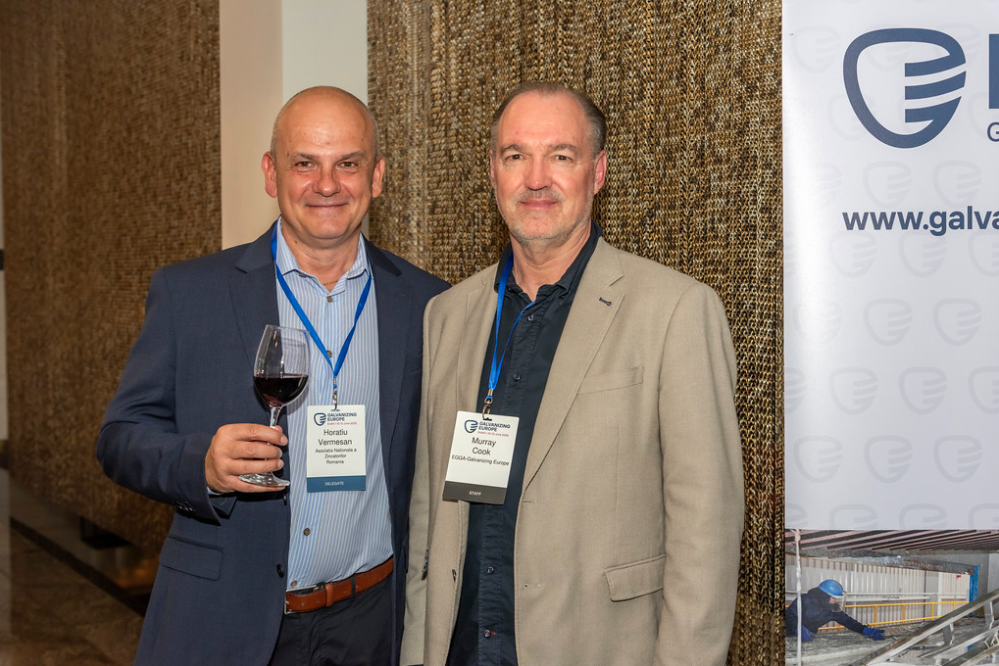 www.galva
GALVANIZING
EUROPE
Horatiu
Vermesan
Asociatia Nationala a
Zincatorilor
Romania
DELEGATE
GALVANIZING
EUROPE
Murray
Cook
EGGA-Galvanizing Europe
STAFF